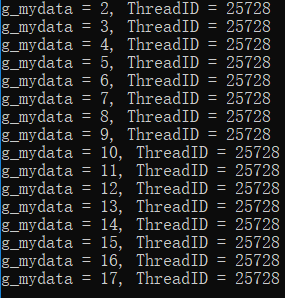 g_mydata = 2, ThreadID = 25728
g_mydata = 3, ThreadID = 25728
g_mydata = 4, ThreadID = 25728
g_mydata = 5, ThreadID = 25728
g_mydata = 6, ThreadID = 25728
g_mydata = 7, ThreadID = 25728
g_mydata = 8, ThreadID = 25728
g_mydata = 9, ThreadID = 25728
g_mydata = 10, ThreadID = 25728
g_mydata = 11, ThreadID = 25728
g_mydata = 12, ThreadID = 25728
g_mydata = 13, ThreadID = 25728
g_mydata = 14, ThreadID = 25728
g_mydata = 15, ThreadID = 25728
g_mydata = 16, ThreadID = 25728
g_mydata = 17, ThreadID = 25728